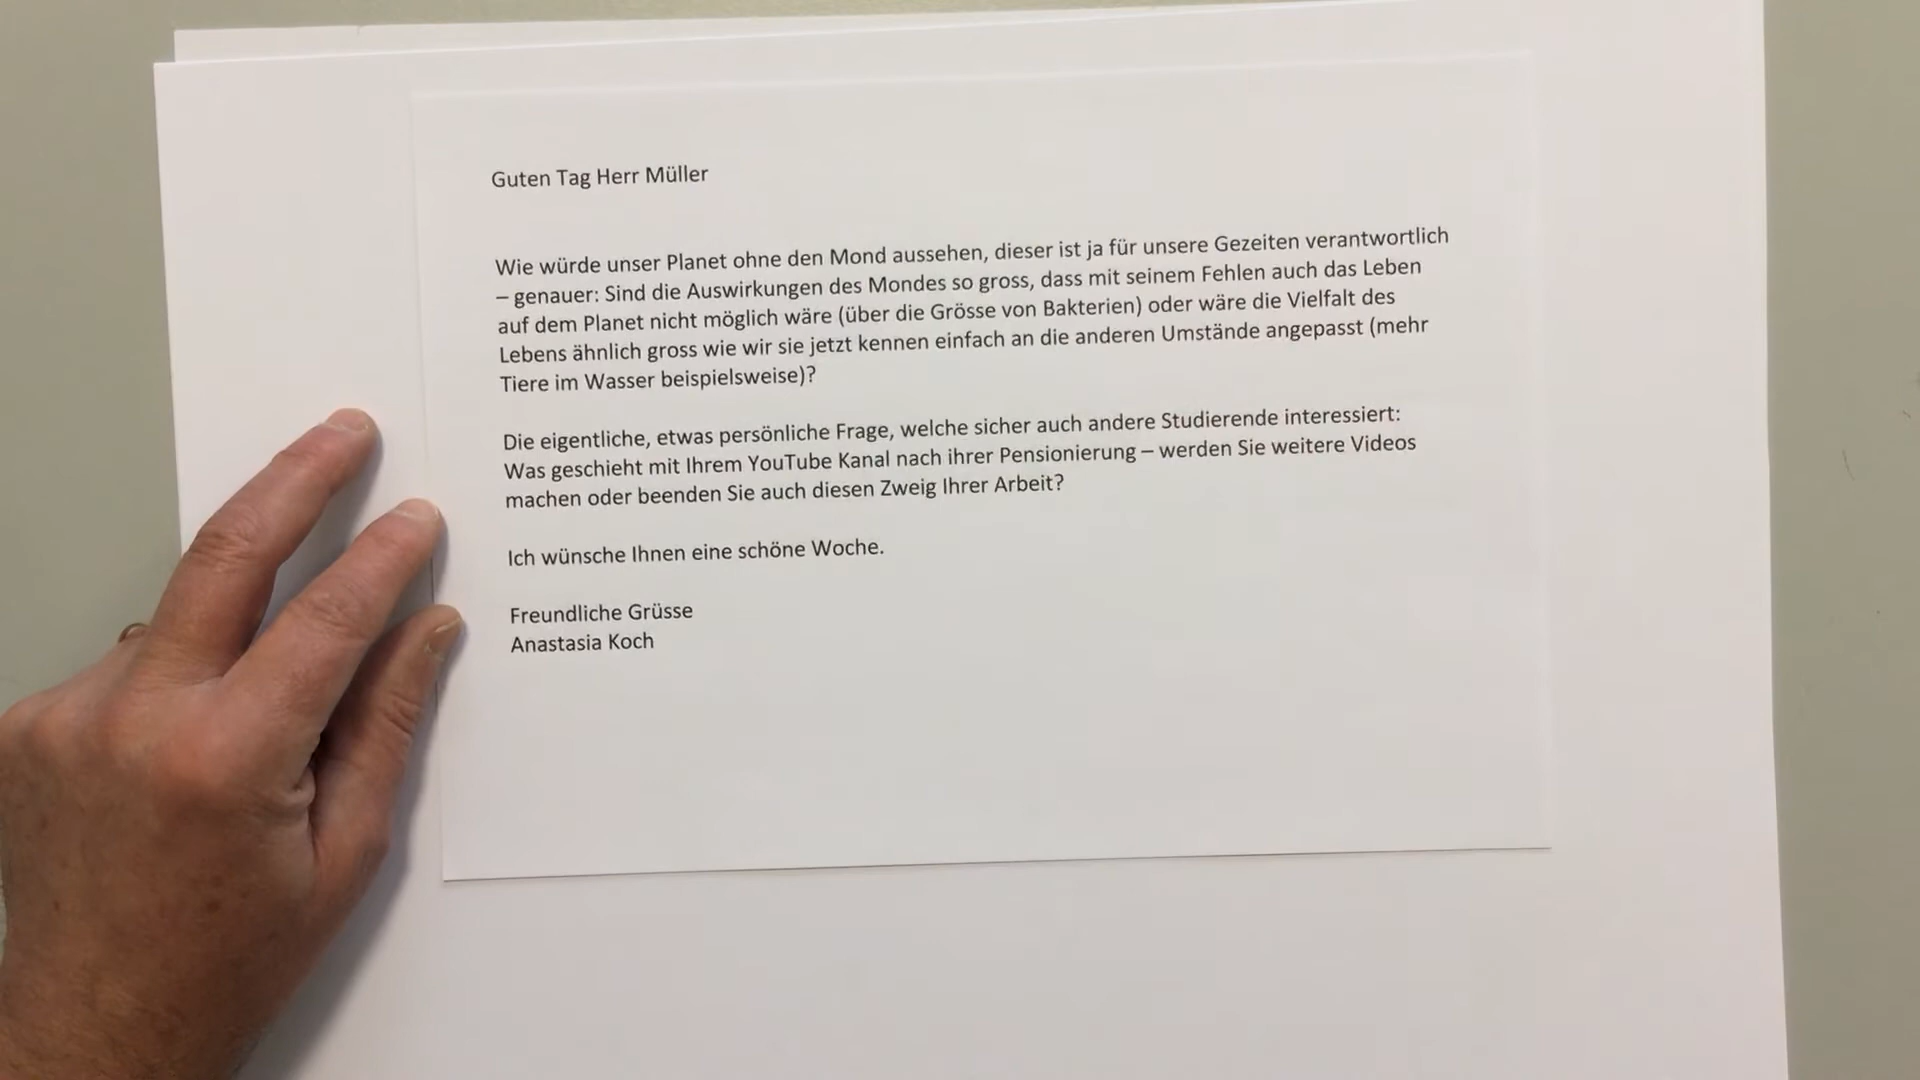 Guten Tag Herr Müller
Wie würde unser Planet ohne den Mond aussehen, dieser ist ja für unsere Gezeiten verantwortlich
– genauer: Sind die Auswirkungen des Mondes so gross, dass mit seinem Fehlen auch das Leben
auf dem Planet nicht möglich wäre (über die Grösse von Bakterien) oder wäre die Vielfalt des
Lebens ähnlich gross wie wir sie jetzt kennen einfach an die anderen Umstände angepasst (mehr
Tiere im Wasser beispielsweise)?
Die eigentliche, etwas persönliche Frage, welche sicher auch andere Studierende interessiert:
Was geschieht mit Ihrem YouTube Kanal nach ihrer Pensionierung – werden Sie weitere Videos
machen oder beenden Sie auch diesen Zweig Ihrer Arbeit?
Ich wünsche Ihnen eine schöne Woche.
Freundliche Grüsse
Anastasia Koch